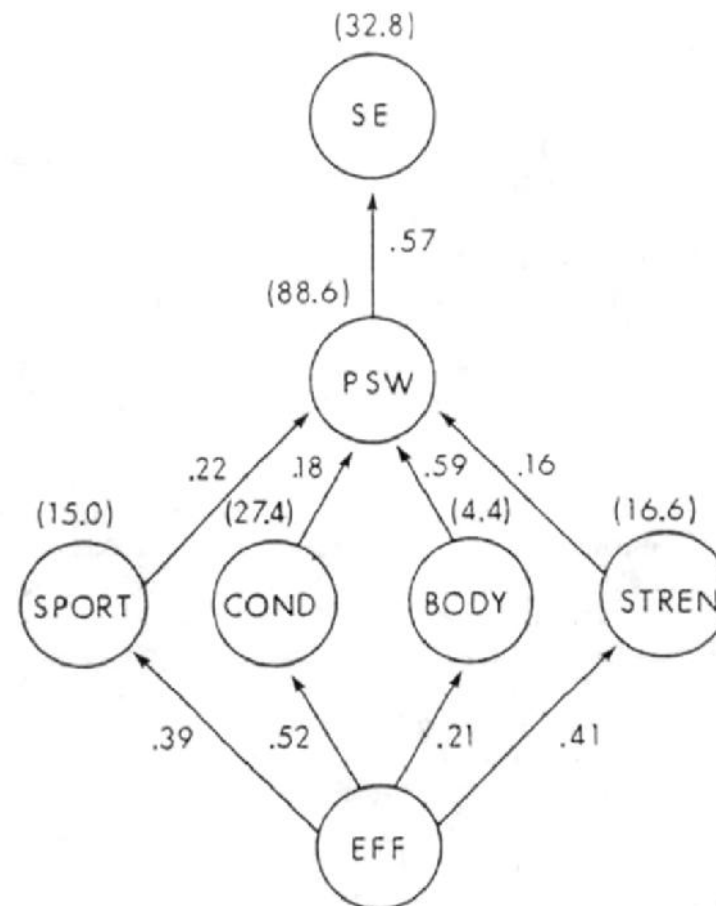 (32.8)
SE
.57
(88.6)
PSW
.22 .18 .59 .16
(15.0) (27.4) (4.4) (16.6)
SPORT COND BODY STREN
.39 .52 .21 .41
EFF